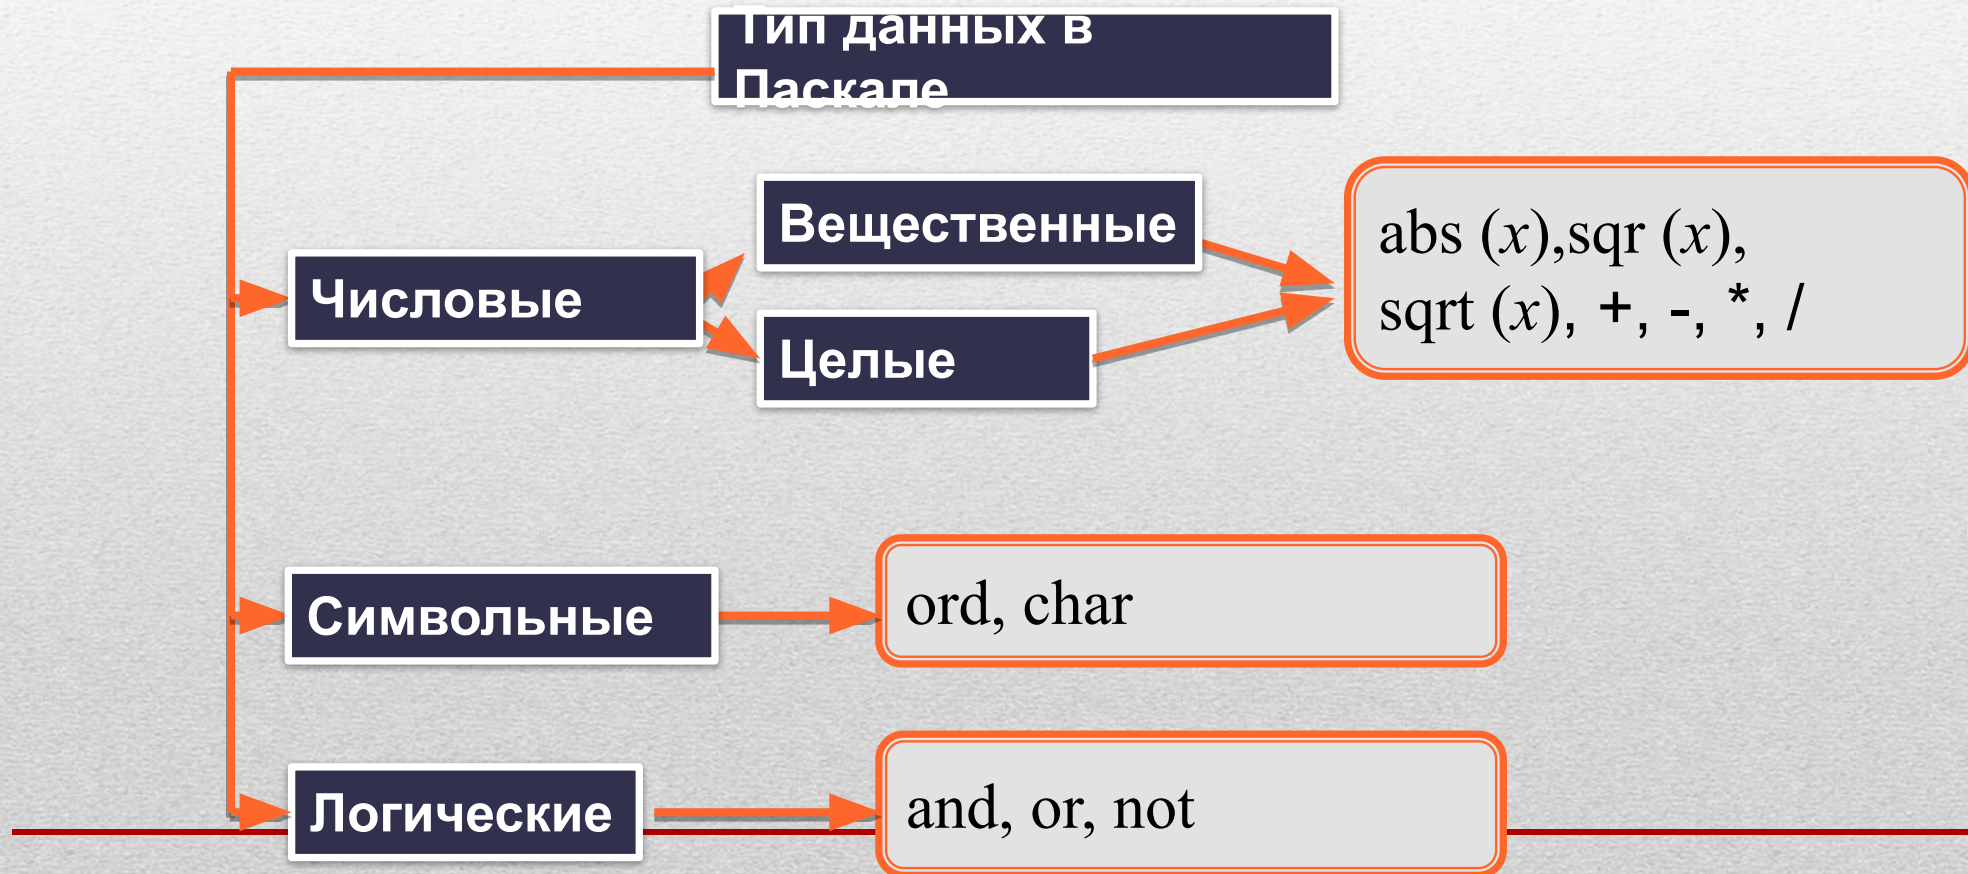 Тип данных в
Паскале
Вещественные
abs (x),sqr (x),
sqrt (x), +, -, *, /
Числовые
Целые
Символьные
ord, char
Логические
and, or, not